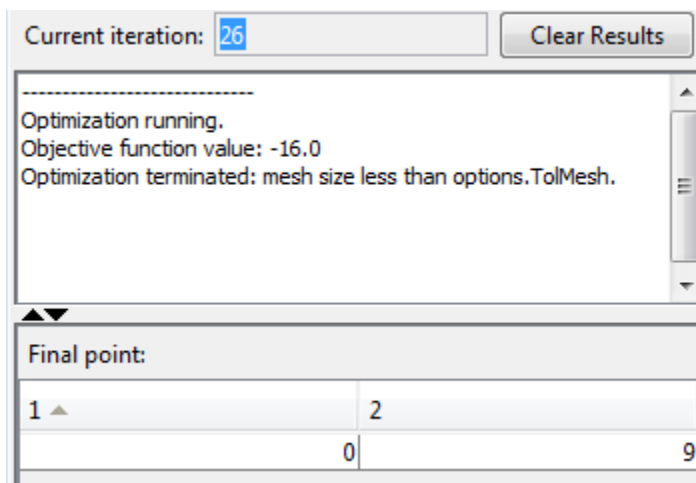 Current iteration: 26 Clear Results
------------------------------
Optimization running.
Objective function value: -16.0
Optimization terminated: mesh size less than options.TolMesh.
Final point:
1 2
0 9